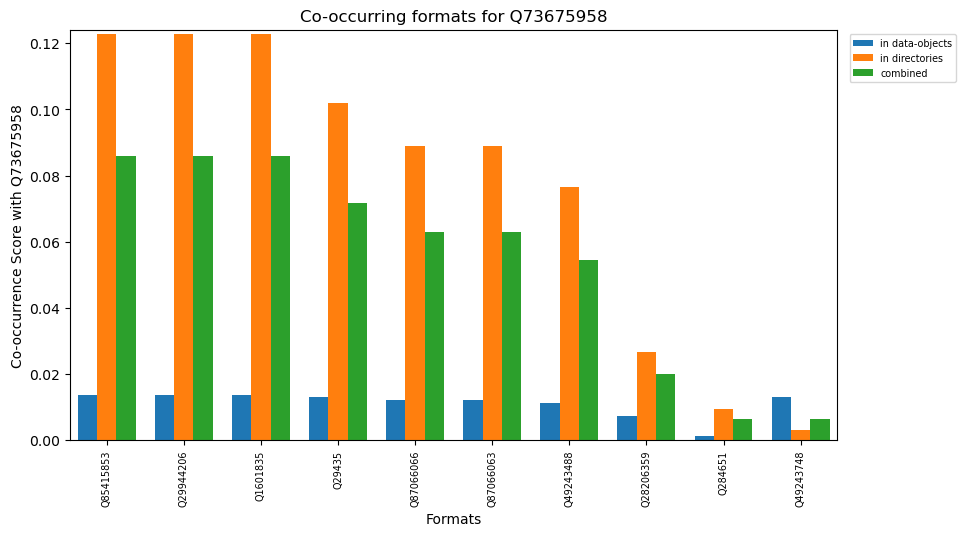 Co-occurring formats for Q73675958
in data-objects
in directories
combined
Co-occurrence Score with Q73675958
0.12
0.10
0.08
0.06
0.04
0.02
0.00
Q85415853
Q29944206
Q1601835
Q29435
Q87066066
Q87066063
Q49243488
Q28206359
Q284651
Q49243748
Formats